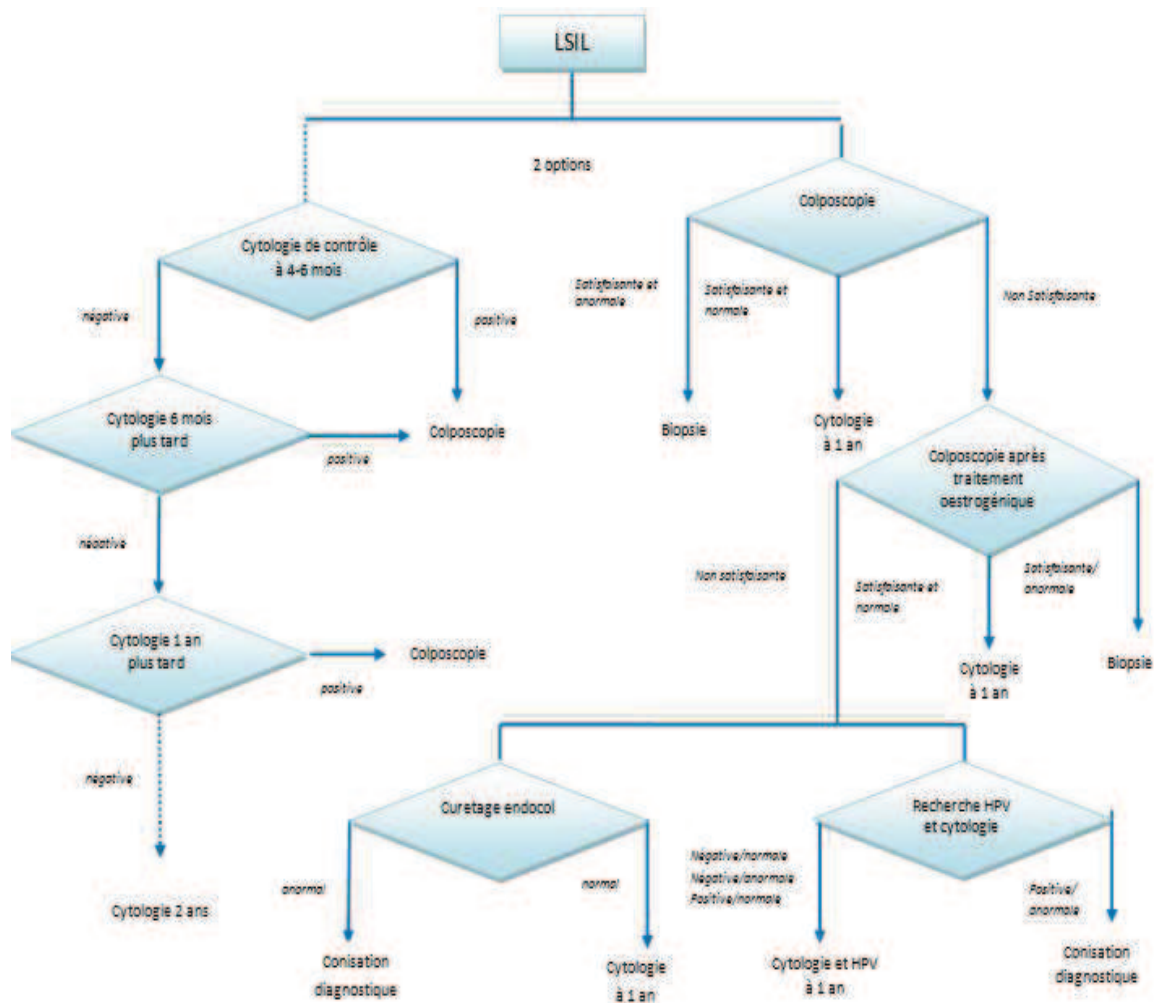 LSIL
2 options
Colposcopie
Cytologie de contrôle
à 4-6 mois
Satisfaisante et
anormale
Satisfaisante et
normale
Non Satisfaisante
négative
positive
Cytologie 6 mois
plus tard
positive
Colposcopie
Biopsie
Cytologie
à 1 an
Colposcopie après
traitement
oestrogénique
négative
Non satisfaisante
Satisfaisante et
normale
Satisfaisante/
anormale
Cytologie 1 an
plus tard
positive
Colposcopie
Cytologie
à 1 an
Biopsie
négative
Curetage endocol
Recherche HPV
et cytologie
Cytologie 2 ans
anormal
normal
Négative/normale
Négative/anormale
Positive/normale
Positive/
anormale
Conisation
diagnostique
Cytologie
à 1 an
Cytologie et HPV
à 1 an
Conisation
diagnostique